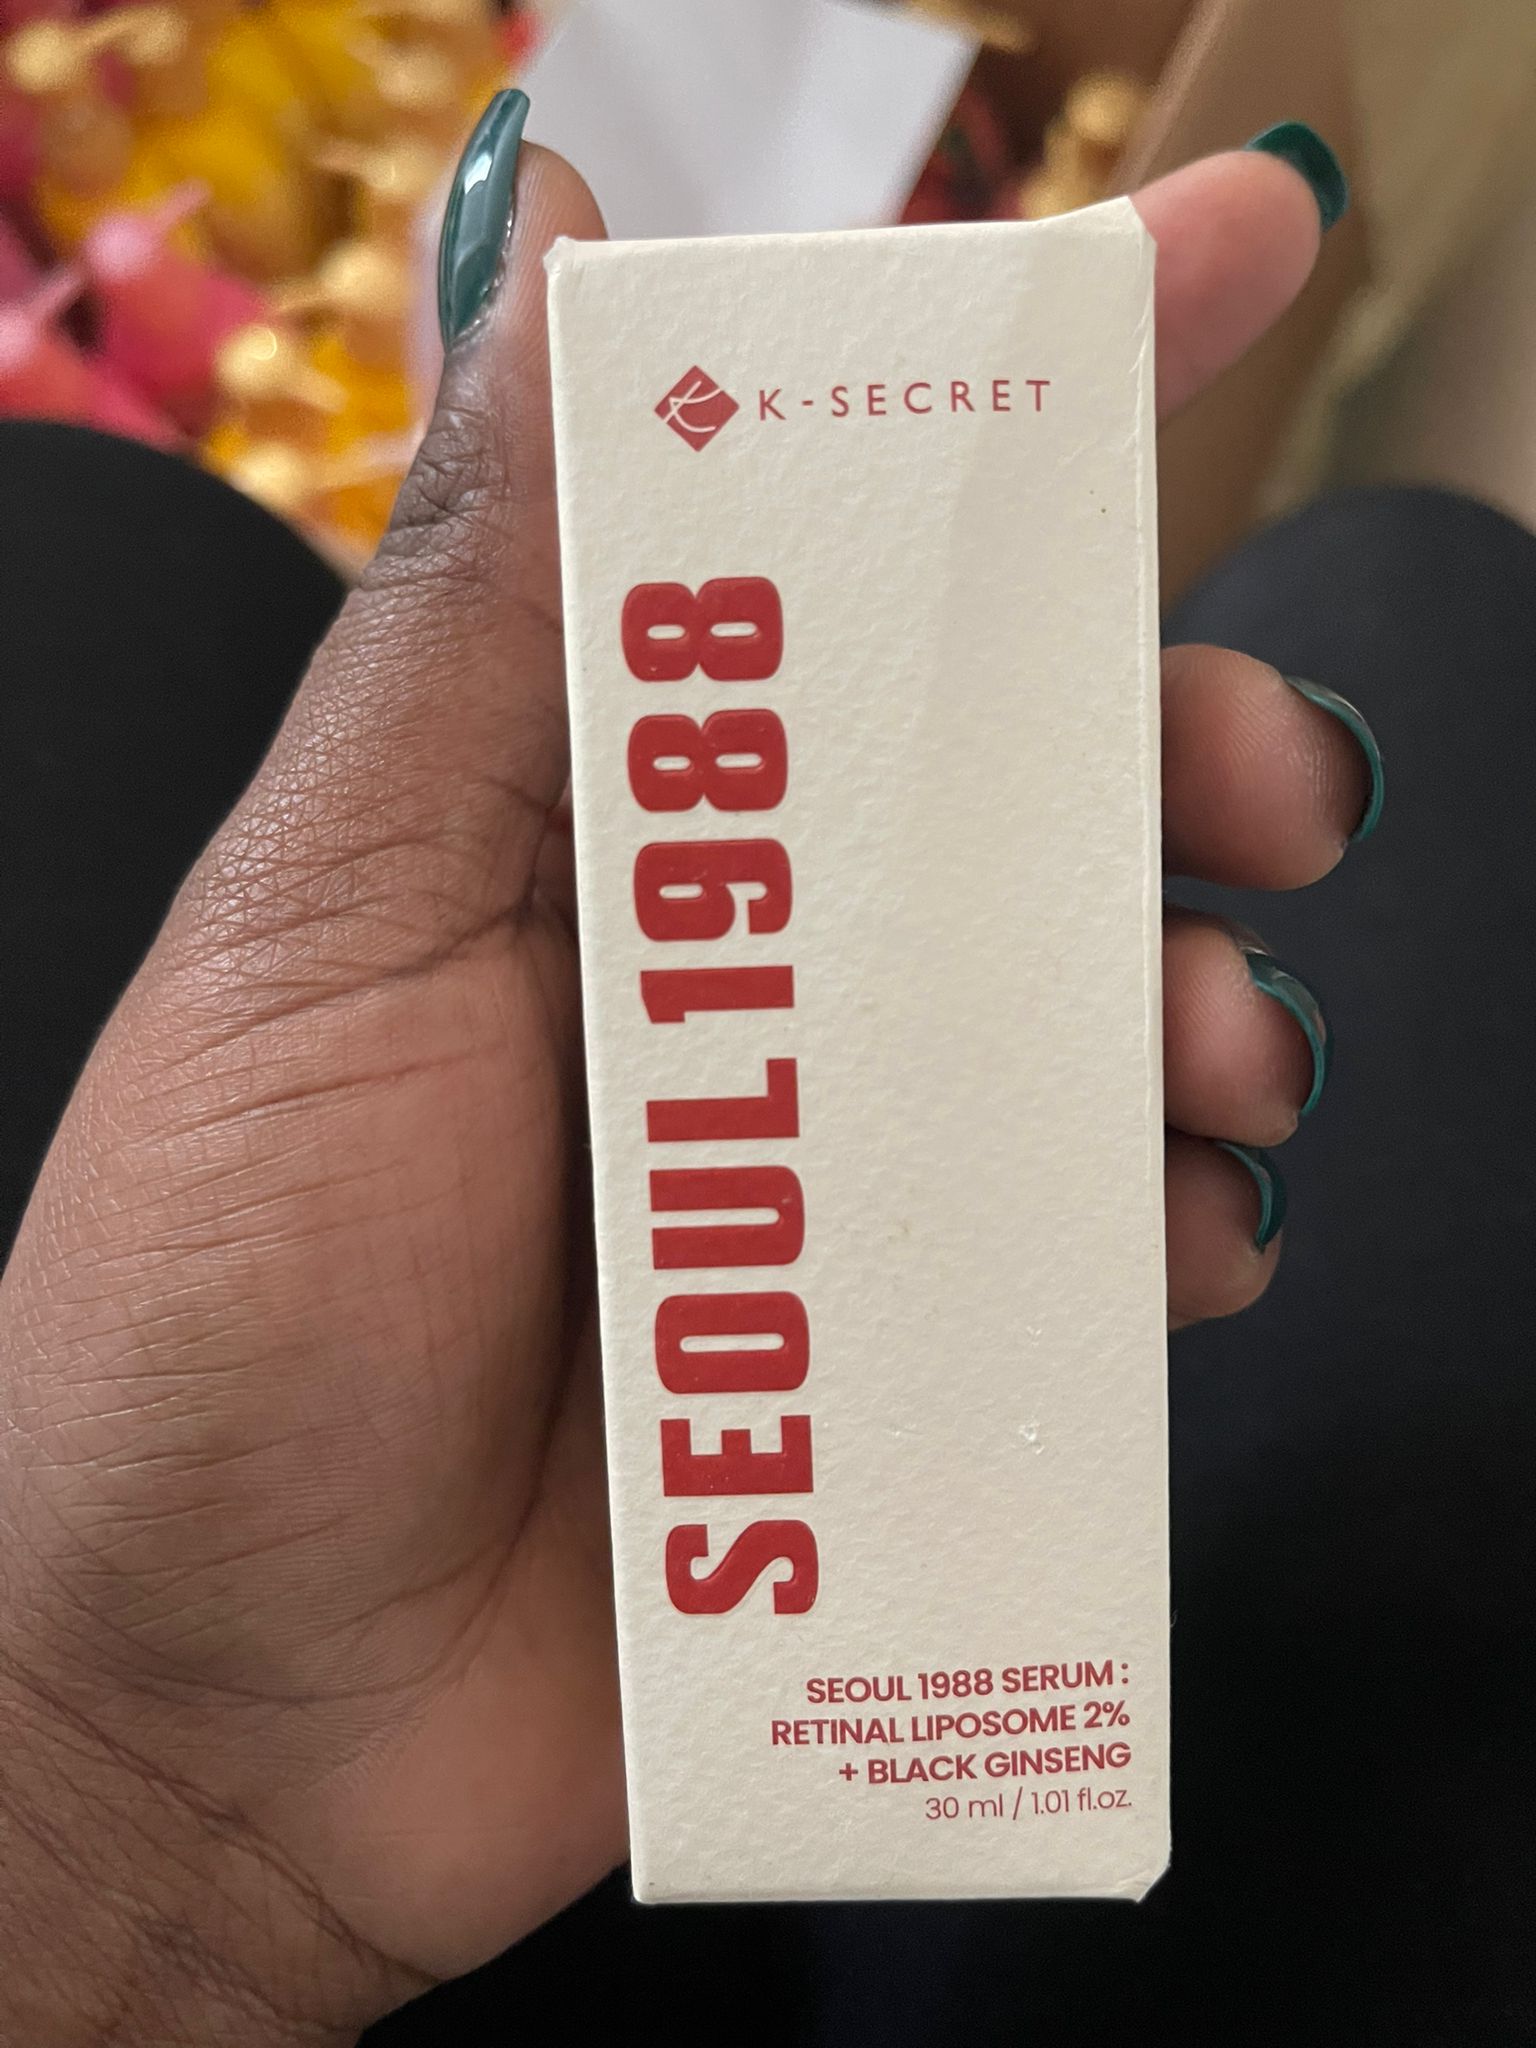 K-SECRET
SEOUL1988
SEOUL 1988 SERUM :
RETINAL LIPOSOME 2%
+ BLACK GINSENG
30 ml / 1.01 fl.oz.